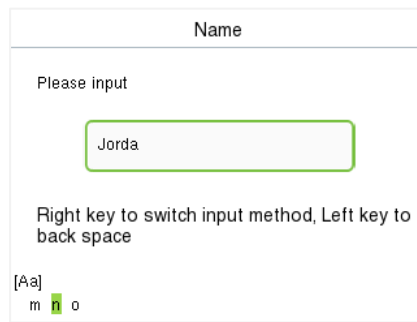 Name
Please input
Jorda
Right key to switch input method, Left key to
back space
[Aa]
m n o